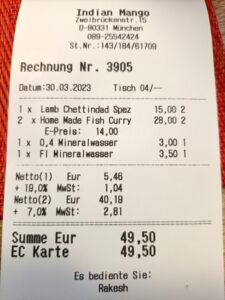 Indian Mango
Zweibrückenstr.15
D-80331 München
089-25542424
St.Nr.:143/184/61709
Rechnung Nr. 3905
Datum:30.03.2023 Tisch 04/--
1 x Lamb Chettindad Spez 15,00 2
2 x Home Made Fish Curry 28,00 2
E-Preis: 14,00
1 x 0,4 Mineralwasser 3,00 1
1 x Fl Mineralwasser 3,50 1
Netto(1) 5,46
+ 19,0% MwSt: 1,04
Netto(2) 40,19
+ 7,0% MwSt: 2,81
Summe Eur 49,50
EC Karte 49,50
Es bediente Sie:
Rakesh